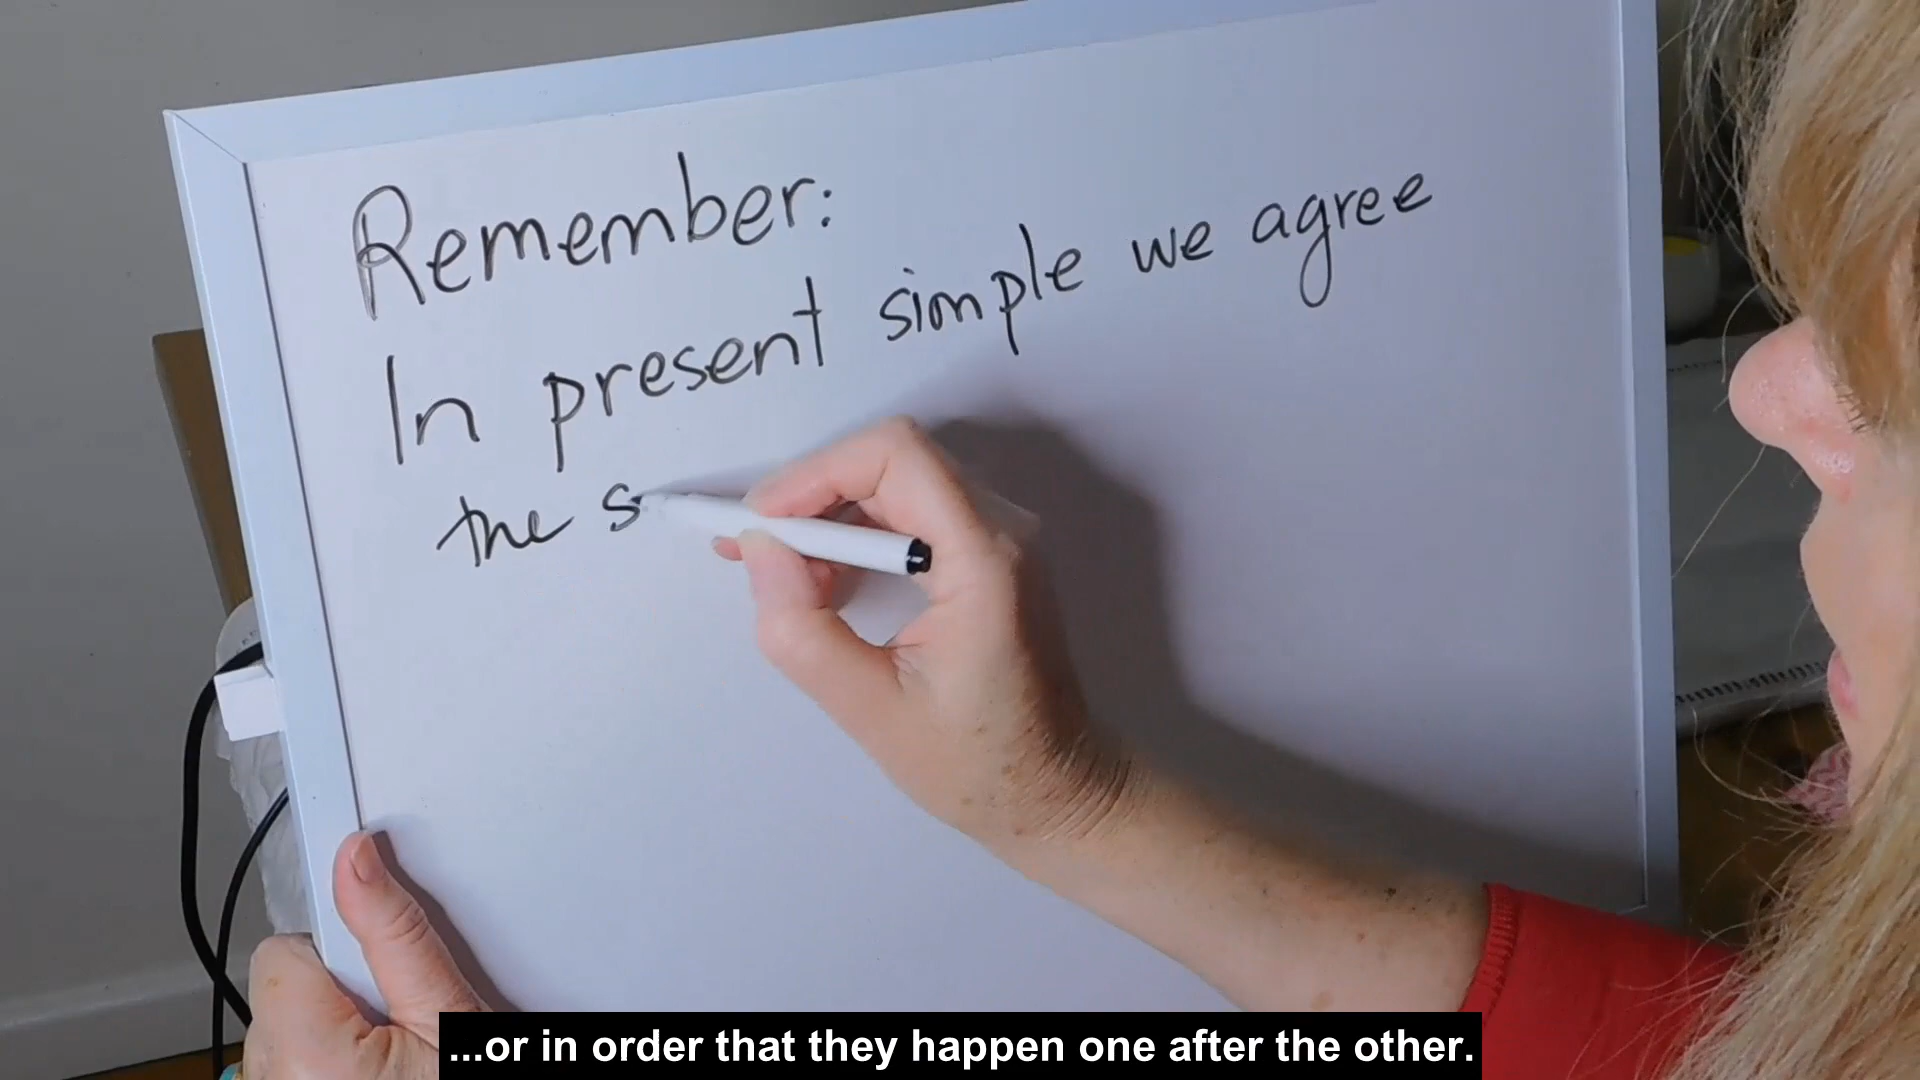 Remember:
In present simple we agree
the s
...or in order that they happen one after the other.